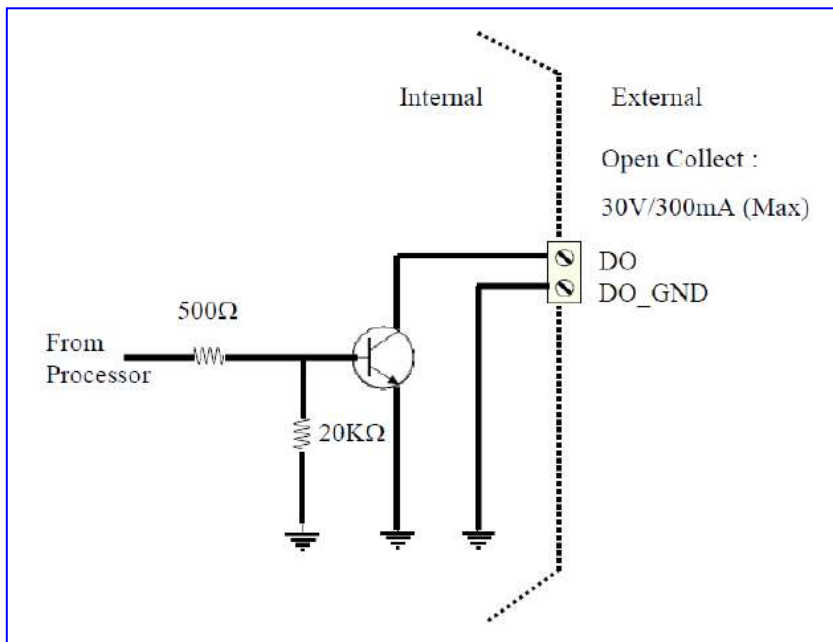 Internal
External
Open Collect :
30V/300mA (Max)
DO
DO_GND
500Ω
From
Processor
20KΩ